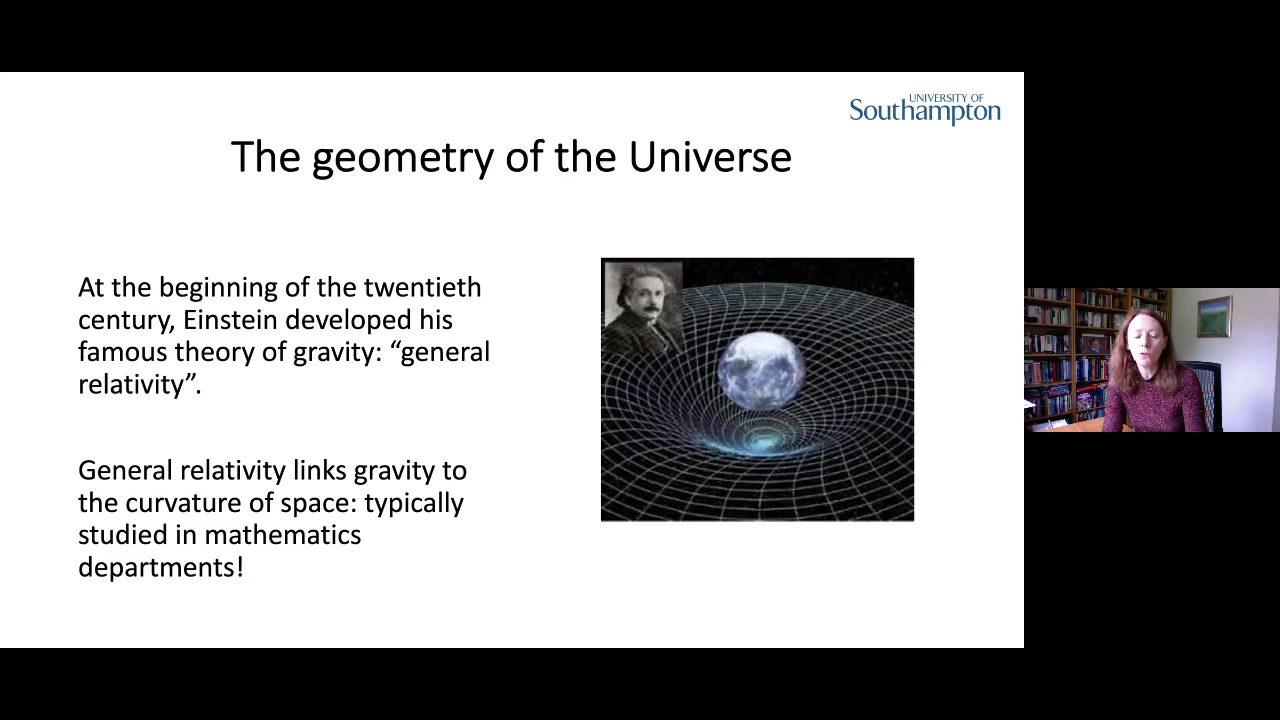 UNIVERSITY OF
Southampton
The geometry of the Universe
At the beginning of the twentieth
century, Einstein developed his
famous theory of gravity: “general
relativity”.
General relativity links gravity to
the curvature of space: typically
studied in mathematics
departments!